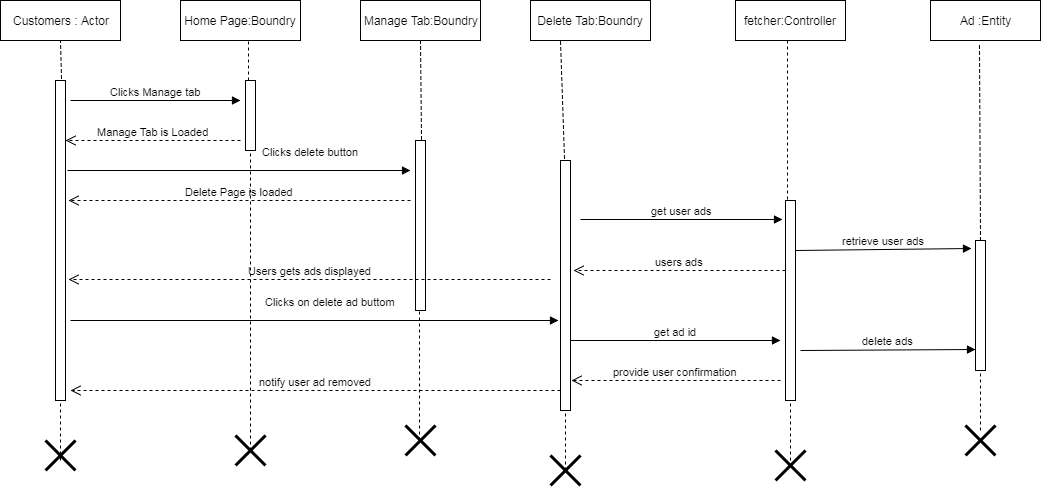 Customers : Actor
Home Page:Boundry
Manage Tab:Boundry
Delete Tab:Boundry
fetcher:Controller
Ad :Entity
Clicks Manage tab
Manage Tab is Loaded
Clicks delete button
Delete Page is loaded
get user ads
retrieve user ads
users ads
Users gets ads displayed
Clicks on delete ad buttom
get ad id
delete ads
provide user confirmation
notify user ad removed